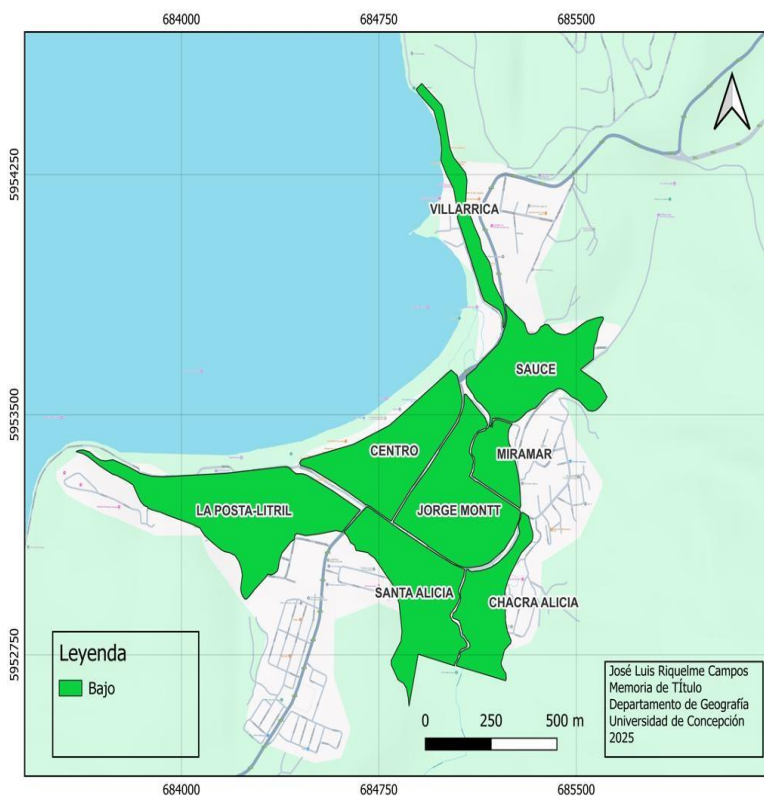 684000 684750 685500
5954250
VILLARRICA
SAUCE
5953500
CENTRO
MIRAMAR
LA POSTA-LITRIL
JORGE MONTT
SANTA ALICIA
CHACRA ALICIA
5952750
Leyenda
Bajo
0 250 500 m
José Luis Riquelme Campos
Memoria de TÍtulo
Departamento de Geografía
Universidad de Concepción
2025
684000 684750 685500